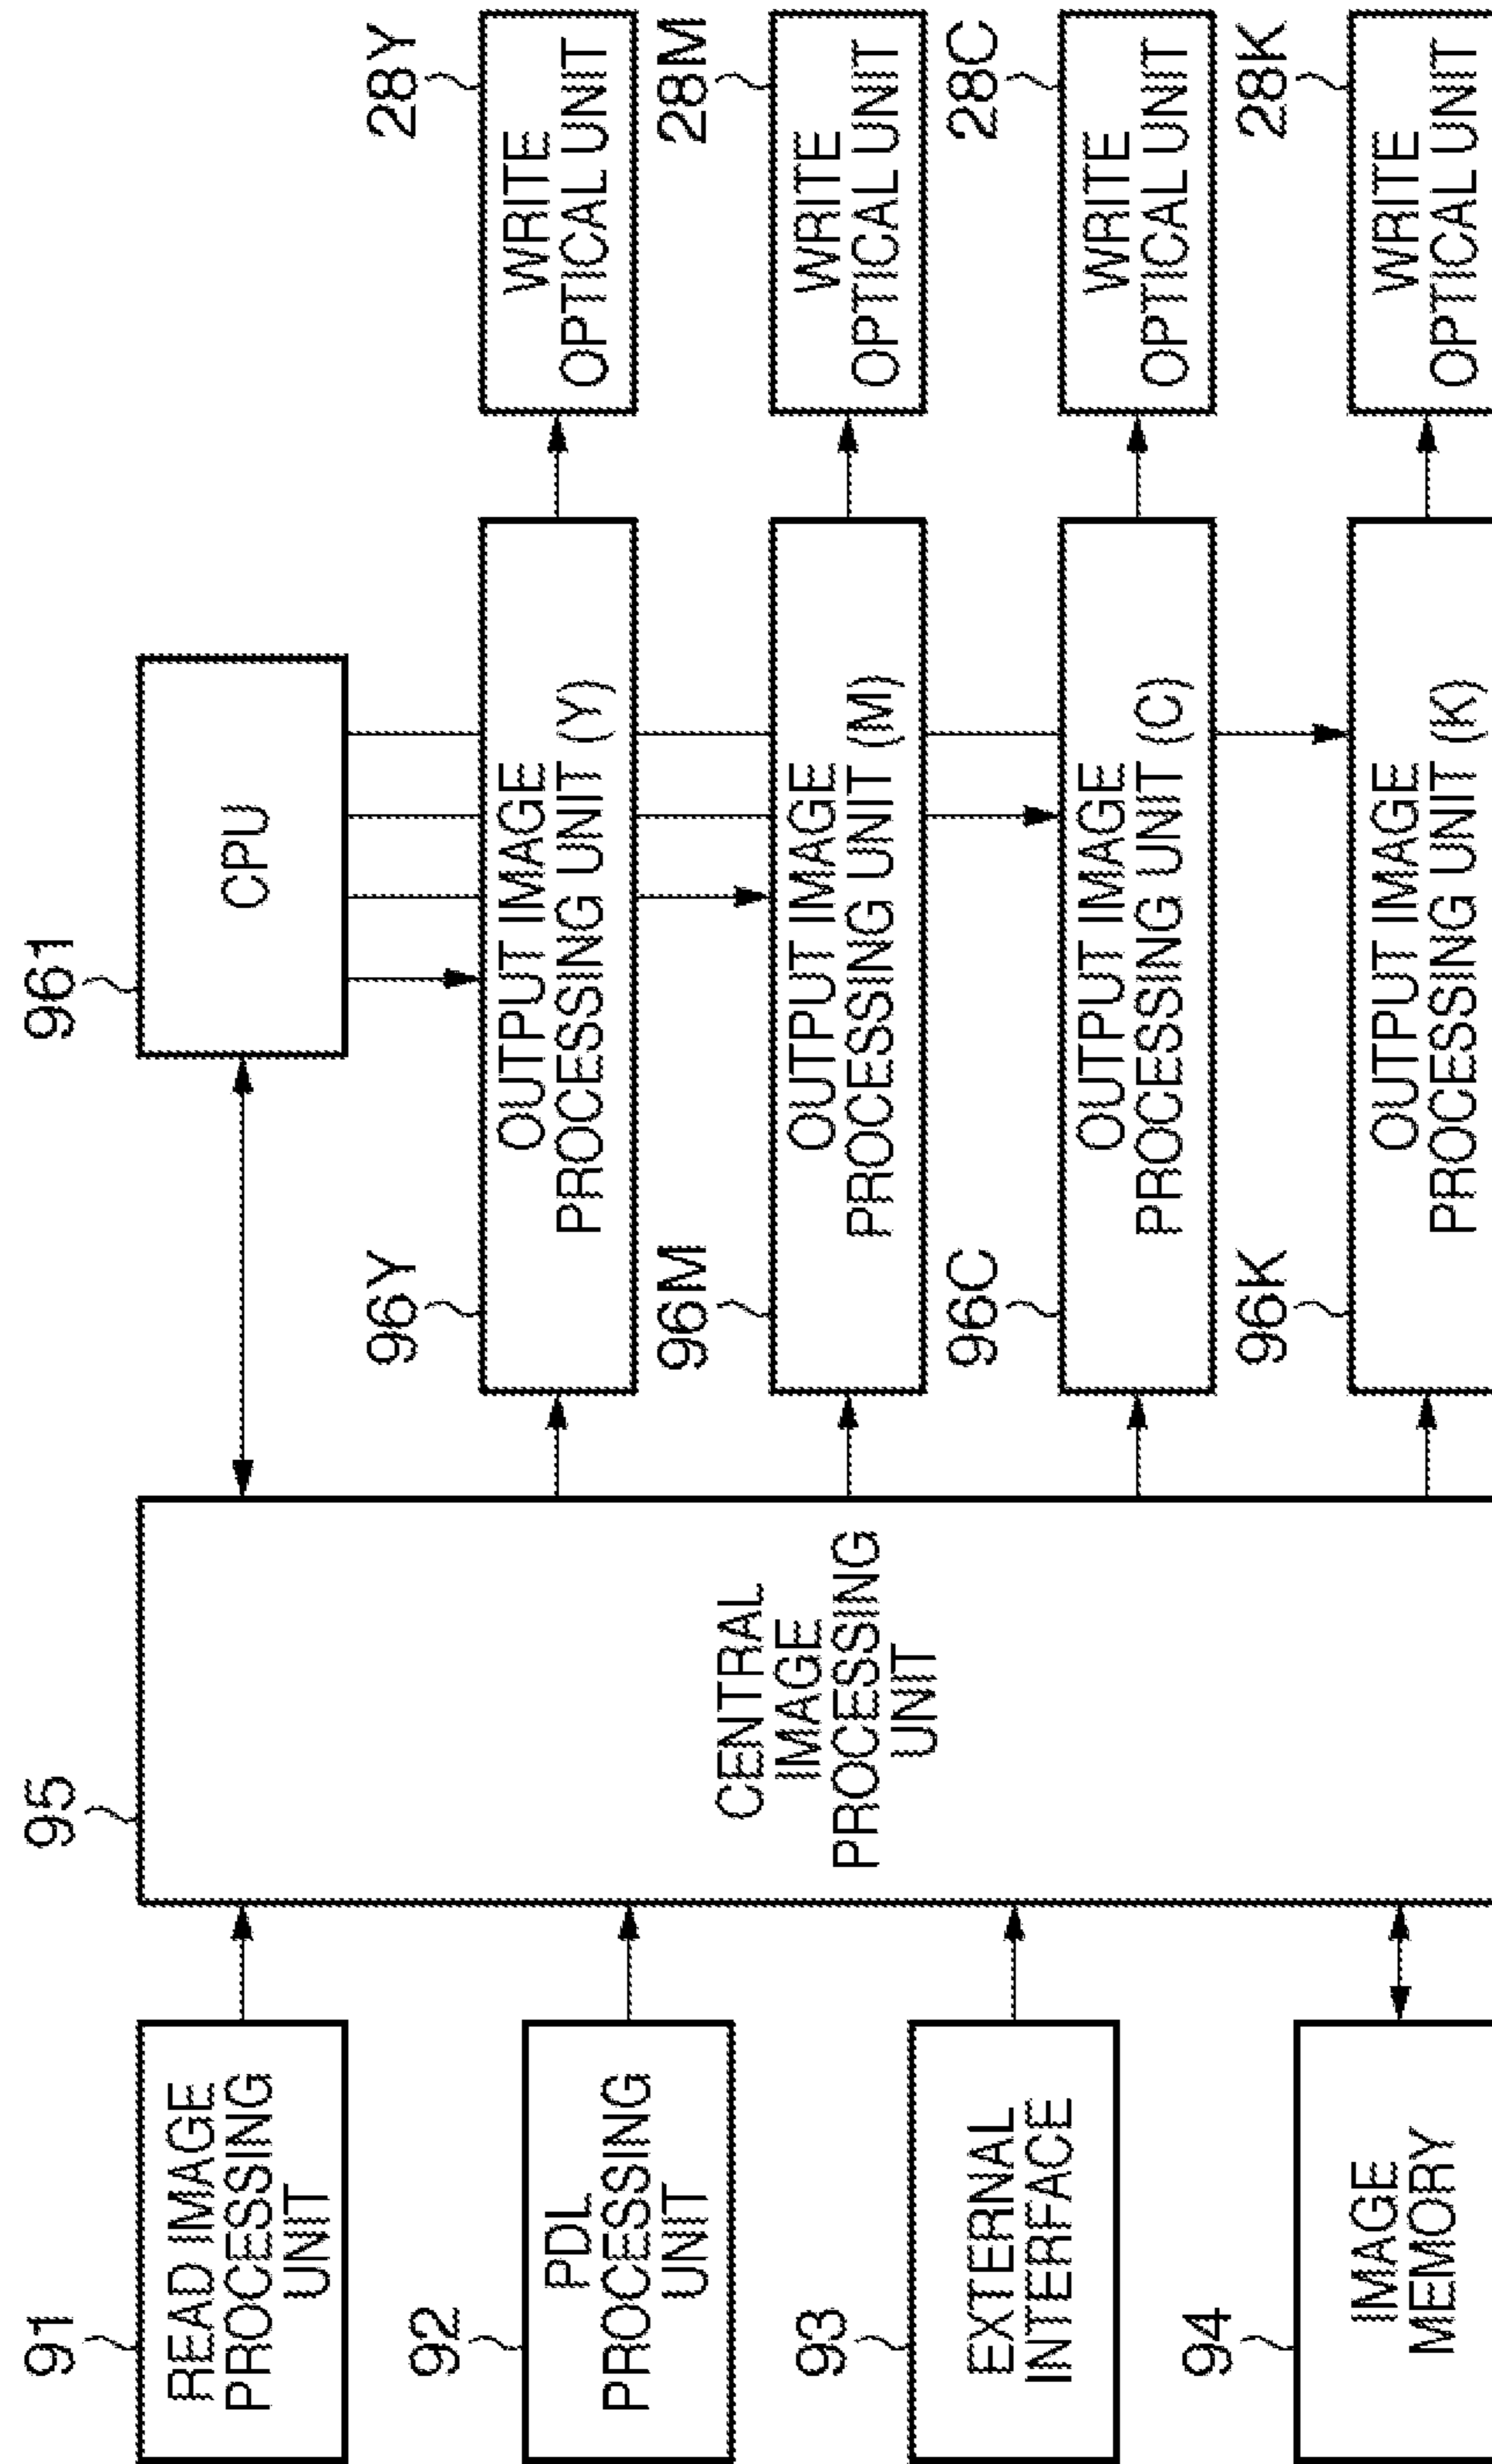 91
READ IMAGE
PROCESSING
UNIT
92
PDL
PROCESSING
UNIT
93
EXTERNAL
INTERFACE
94
IMAGE
MEMORY
95
CENTRAL
IMAGE
PROCESSING
UNIT
961
CPU
96Y
OUTPUT IMAGE
PROCESSING UNIT (Y)
96M
OUTPUT IMAGE
PROCESSING UNIT (M)
96C
OUTPUT IMAGE
PROCESSING UNIT (C)
96K
OUTPUT IMAGE
PROCESSING UNIT (K)
28Y
WRITE
OPTICAL UNIT
28M
WRITE
OPTICAL UNIT
28C
WRITE
OPTICAL UNIT
28K
WRITE
OPTICAL UNIT